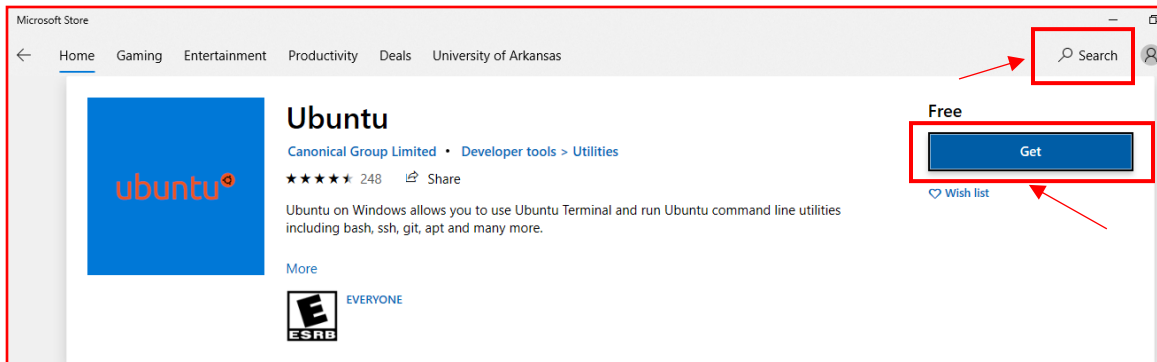 Microsoft Store
Home Gaming Entertainment Productivity Deals University of Arkansas Search
ubuntu
Ubuntu
Free
Canonical Group Limited • Developer tools > Utilities
Get
248 Share
Wish list
Ubuntu on Windows allows you to use Ubuntu Terminal and run Ubuntu command line utilities
including bash, ssh, git, apt and many more.
More
E
EVERYONE
ESRB